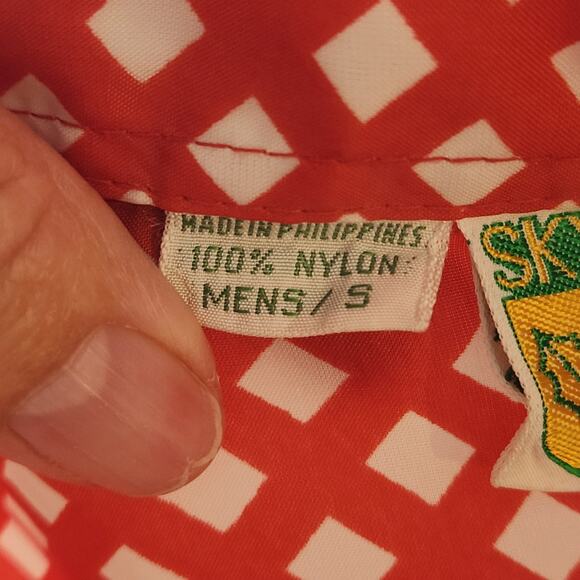 MADE IN PHILIPPINES
100% NYLON
MENS/S
SK